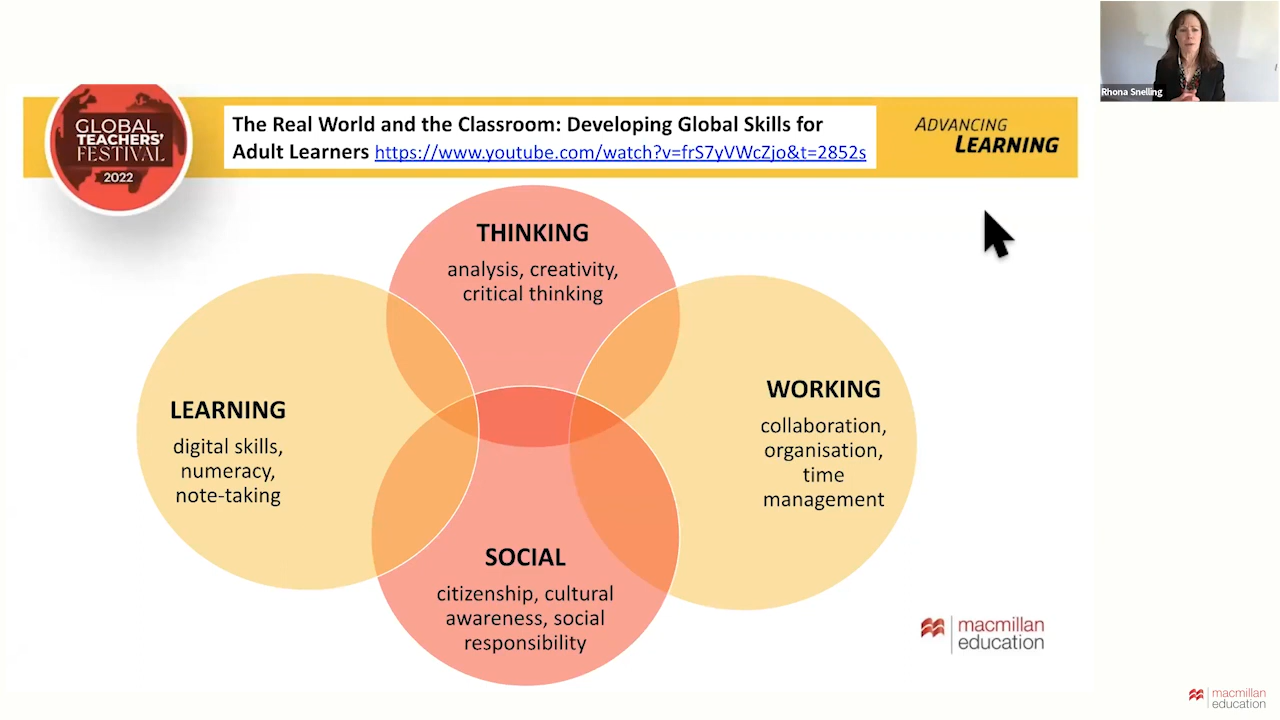 Rhona Snelling
GLOBAL
TEACHERS'
FESTIVAL
2022
The Real World and the Classroom: Developing Global Skills for
Adult Learners https://www.youtube.com/watch?v=frS7yVWcZjo&t=2852s
ADVANCING
LEARNING
THINKING
analysis, creativity,
critical thinking
LEARNING
digital skills,
numeracy,
note-taking
WORKING
collaboration,
organisation,
time
management
SOCIAL
citizenship, cultural
awareness, social
responsibility
macmillan
education
macmillan
education